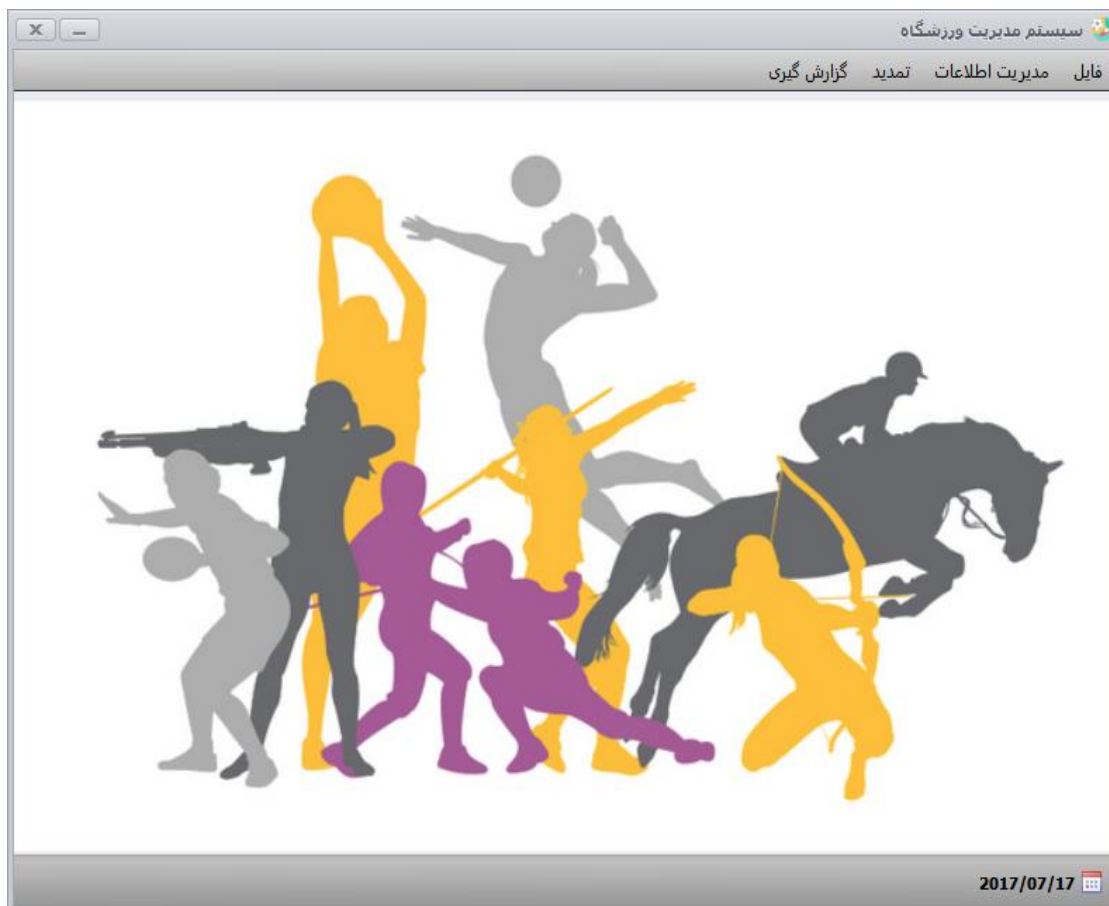 سیستم مدیریت ورزشگاه
فایل مدیریت اطلاعات تمدید گزارش گیری
2017/07/17